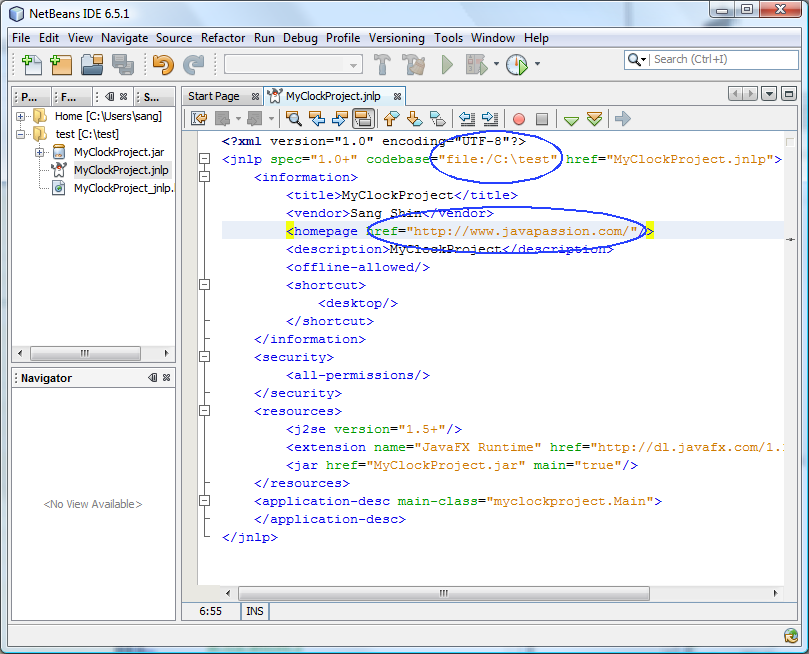 NetBeans IDE 6.5.1
File Edit View Navigate Source Refactor Run Debug Profile Versioning Tools Window Help
Search (Ctrl+I)
P... F... S...
Start Page MyClockProject.jnlp
Home [C:\Users\sang]
test [C:\test]
MyClockProject.jar
MyClockProject.jnlp
MyClockProject_jnlp.
Navigator
<No View Available>
<?xml version="1.0" encoding="UTF-8"?>
<jnlp spec="1.0+" codebase="file:/C:\test" href="MyClockProject.jnlp">
<information>
<title>MyClockProject</title>
<vendor>Sang Shin</vendor>
<homepage href="http://www.javapassion.com/"/>
<description>MyClockProject</description>
<offline-allowed/>
<shortcut>
<desktop/>
</shortcut>
</information>
<security>
<all-permissions/>
</security>
<resources>
<j2se version="1.5+"/>
<extension name="JavaFX Runtime" href="http://dl.javafx.com/1.
<jar href="MyClockProject.jar" main="true"/>
</resources>
<application-desc main-class="myclockproject.Main">
</application-desc>
</jnlp>
6:55 INS